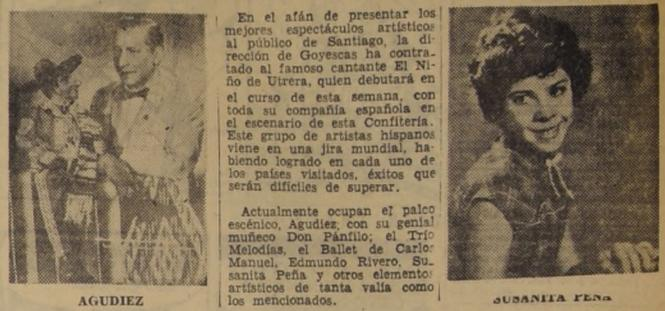 En el afán de presentar los
mejores espectáculos artísticos
al público de Santiago, la di
rección de Goyescas ha contra-
tado al famoso cantante El Ni
ño de Utrera, quien debutará en
el curso de esta semana, con
toda su compañía española en
el escenario de esta Confitería.
Este grupo de artistas hispanos
viene en una jira mundial, ha-
biendo logrado en cada uno de
los países visitados, éxitos que
serán difíciles de superar.
Actualmente ocupan el palco
escénico, Agudiez, con su genial
muñeco Don Pánfilo; el Trío
Melodías, el Ballet de Carlos
Manuel, Edmundo Rivero, Su
sanita Peña y otros elementos
artísticos de tanta valía como
los mencionados.
AGUDIEZ
SUSANITA PEÑA